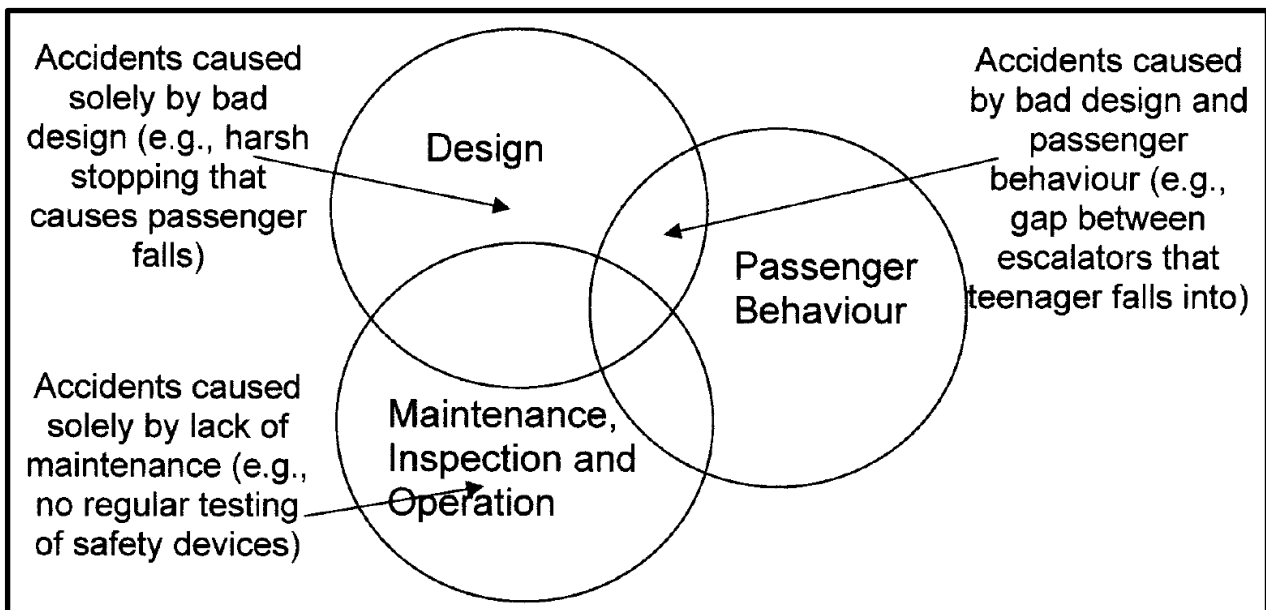 Accidents caused
solely by bad
design (e.g., harsh
stopping that
causes passenger
falls)
Design
Accidents caused
by bad design and
passenger
behaviour (e.g.,
gap between
escalators that
teenager falls into)
Passenger
Behaviour
Accidents caused
solely by lack of
maintenance (e.g.,
no regular testing
of safety devices)
Maintenance,
Inspection and
Operation